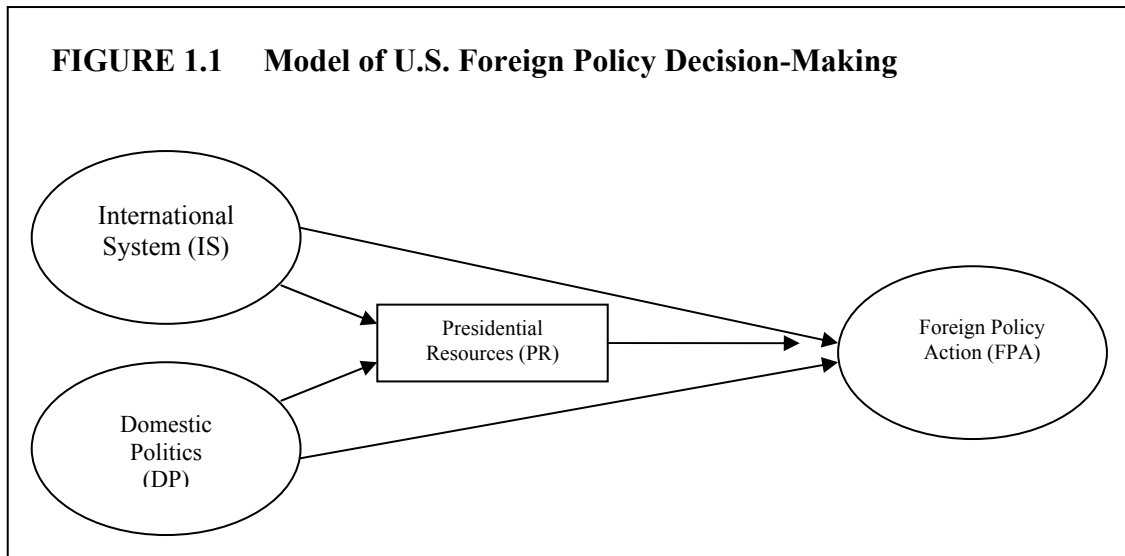 FIGURE 1.1 Model of U.S. Foreign Policy Decision-Making
International
System (IS)
Presidential
Resources (PR)
Foreign Policy
Action (FPA)
Domestic
Politics
(DP)